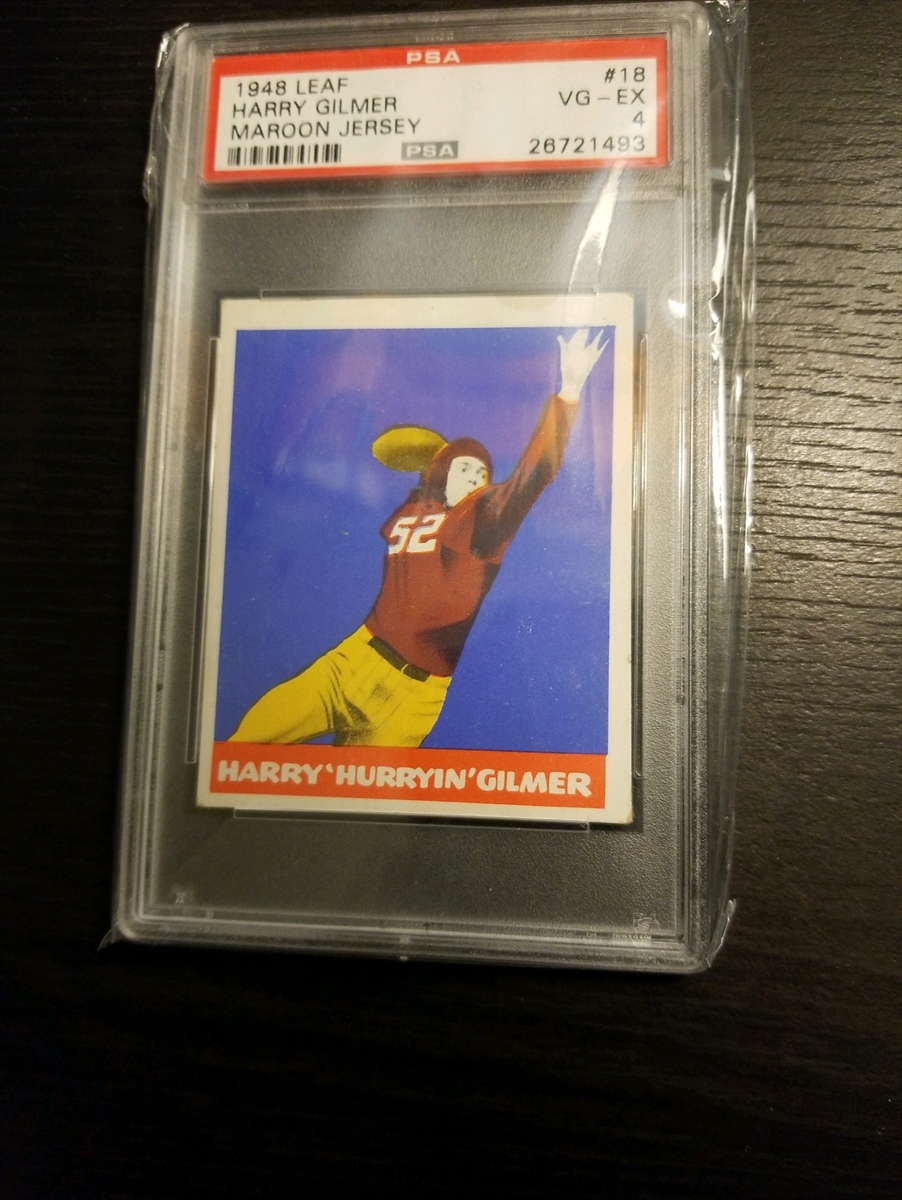 PSA
1948 LEAF #18
HARRY GILMER VG - EX
MAROON JERSEY 4
PSA 26721493
52
HARRY 'HURRYIN' GILMER